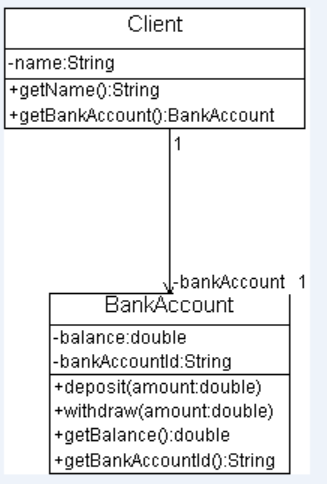 Client
-name:String
+getName():String
+getBankAccount():BankAccount
1
-bankAccount 1
BankAccount
-balance:double
-bankAccountId:String
+deposit(amount:double)
+withdraw(amount:double)
+getBalance():double
+getBankAccountId():String